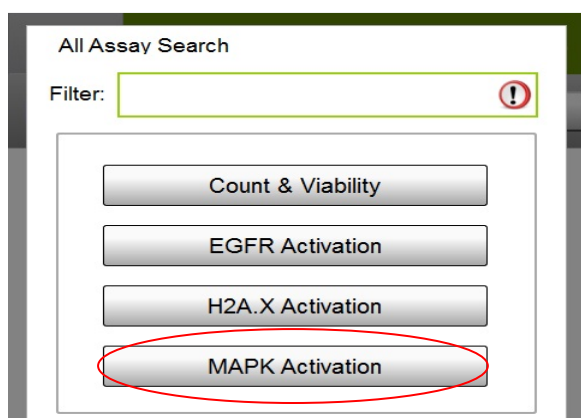 All Assay Search
Filter:
Count & Viability
EGFR Activation
H2A.X Activation
MAPK Activation